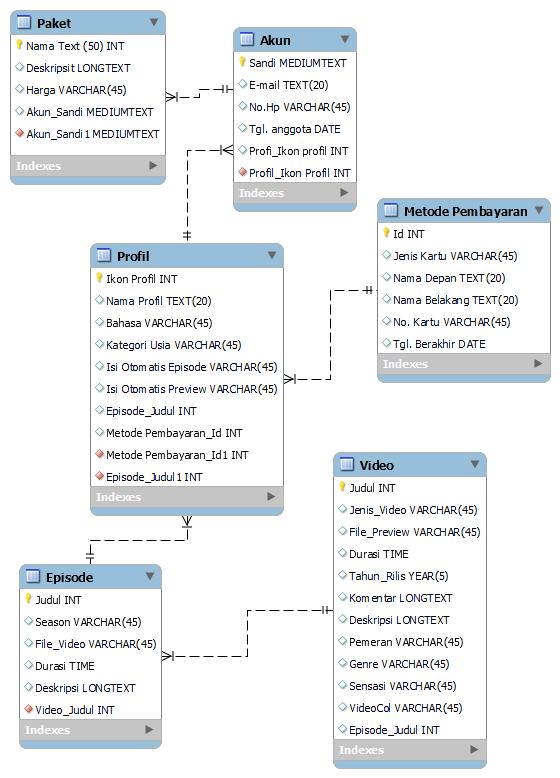 Paket
Nama Text (50) INT
Deskripsit LONGTEXT
Harga VARCHAR(45)
Akun_Sandi MEDIUMTEXT
Akun_Sandi1 MEDIUMTEXT
Indexes
Akun
Sandi MEDIUMTEXT
E-mail TEXT(20)
No.Hp VARCHAR(45)
Tgl. anggota DATE
Profi_Ikon profil INT
Profil_Ikon Profil INT
Indexes
Metode Pembayaran
Id INT
Jenis Kartu VARCHAR(45)
Nama Depan TEXT(20)
Nama Belakang TEXT(20)
No. Kartu VARCHAR(45)
Tgl. Berakhir DATE
Indexes
Profil
Ikon Profil INT
Nama Profil TEXT(20)
Bahasa VARCHAR(45)
Kategori Usia VARCHAR(45)
Isi Otomatis Episode VARCHAR(45)
Isi Otomatis Preview VARCHAR(45)
Episode_Judul INT
Metode Pembayaran_Id INT
Metode Pembayaran_Id1 INT
Episode_Judul1 INT
Indexes
Video
Judul INT
Jenis_Video VARCHAR(45)
File_Preview VARCHAR(45)
Durasi TIME
Tahun_Rilis YEAR(5)
Komentar LONGTEXT
Deskripsi LONGTEXT
Pemeran VARCHAR(45)
Genre VARCHAR(45)
Sensasi VARCHAR(45)
VideoCol VARCHAR(45)
Episode_Judul INT
Indexes
Episode
Judul INT
Season VARCHAR(45)
File_Video VARCHAR(45)
Durasi TIME
Deskripsi LONGTEXT
Video_Judul INT
Indexes